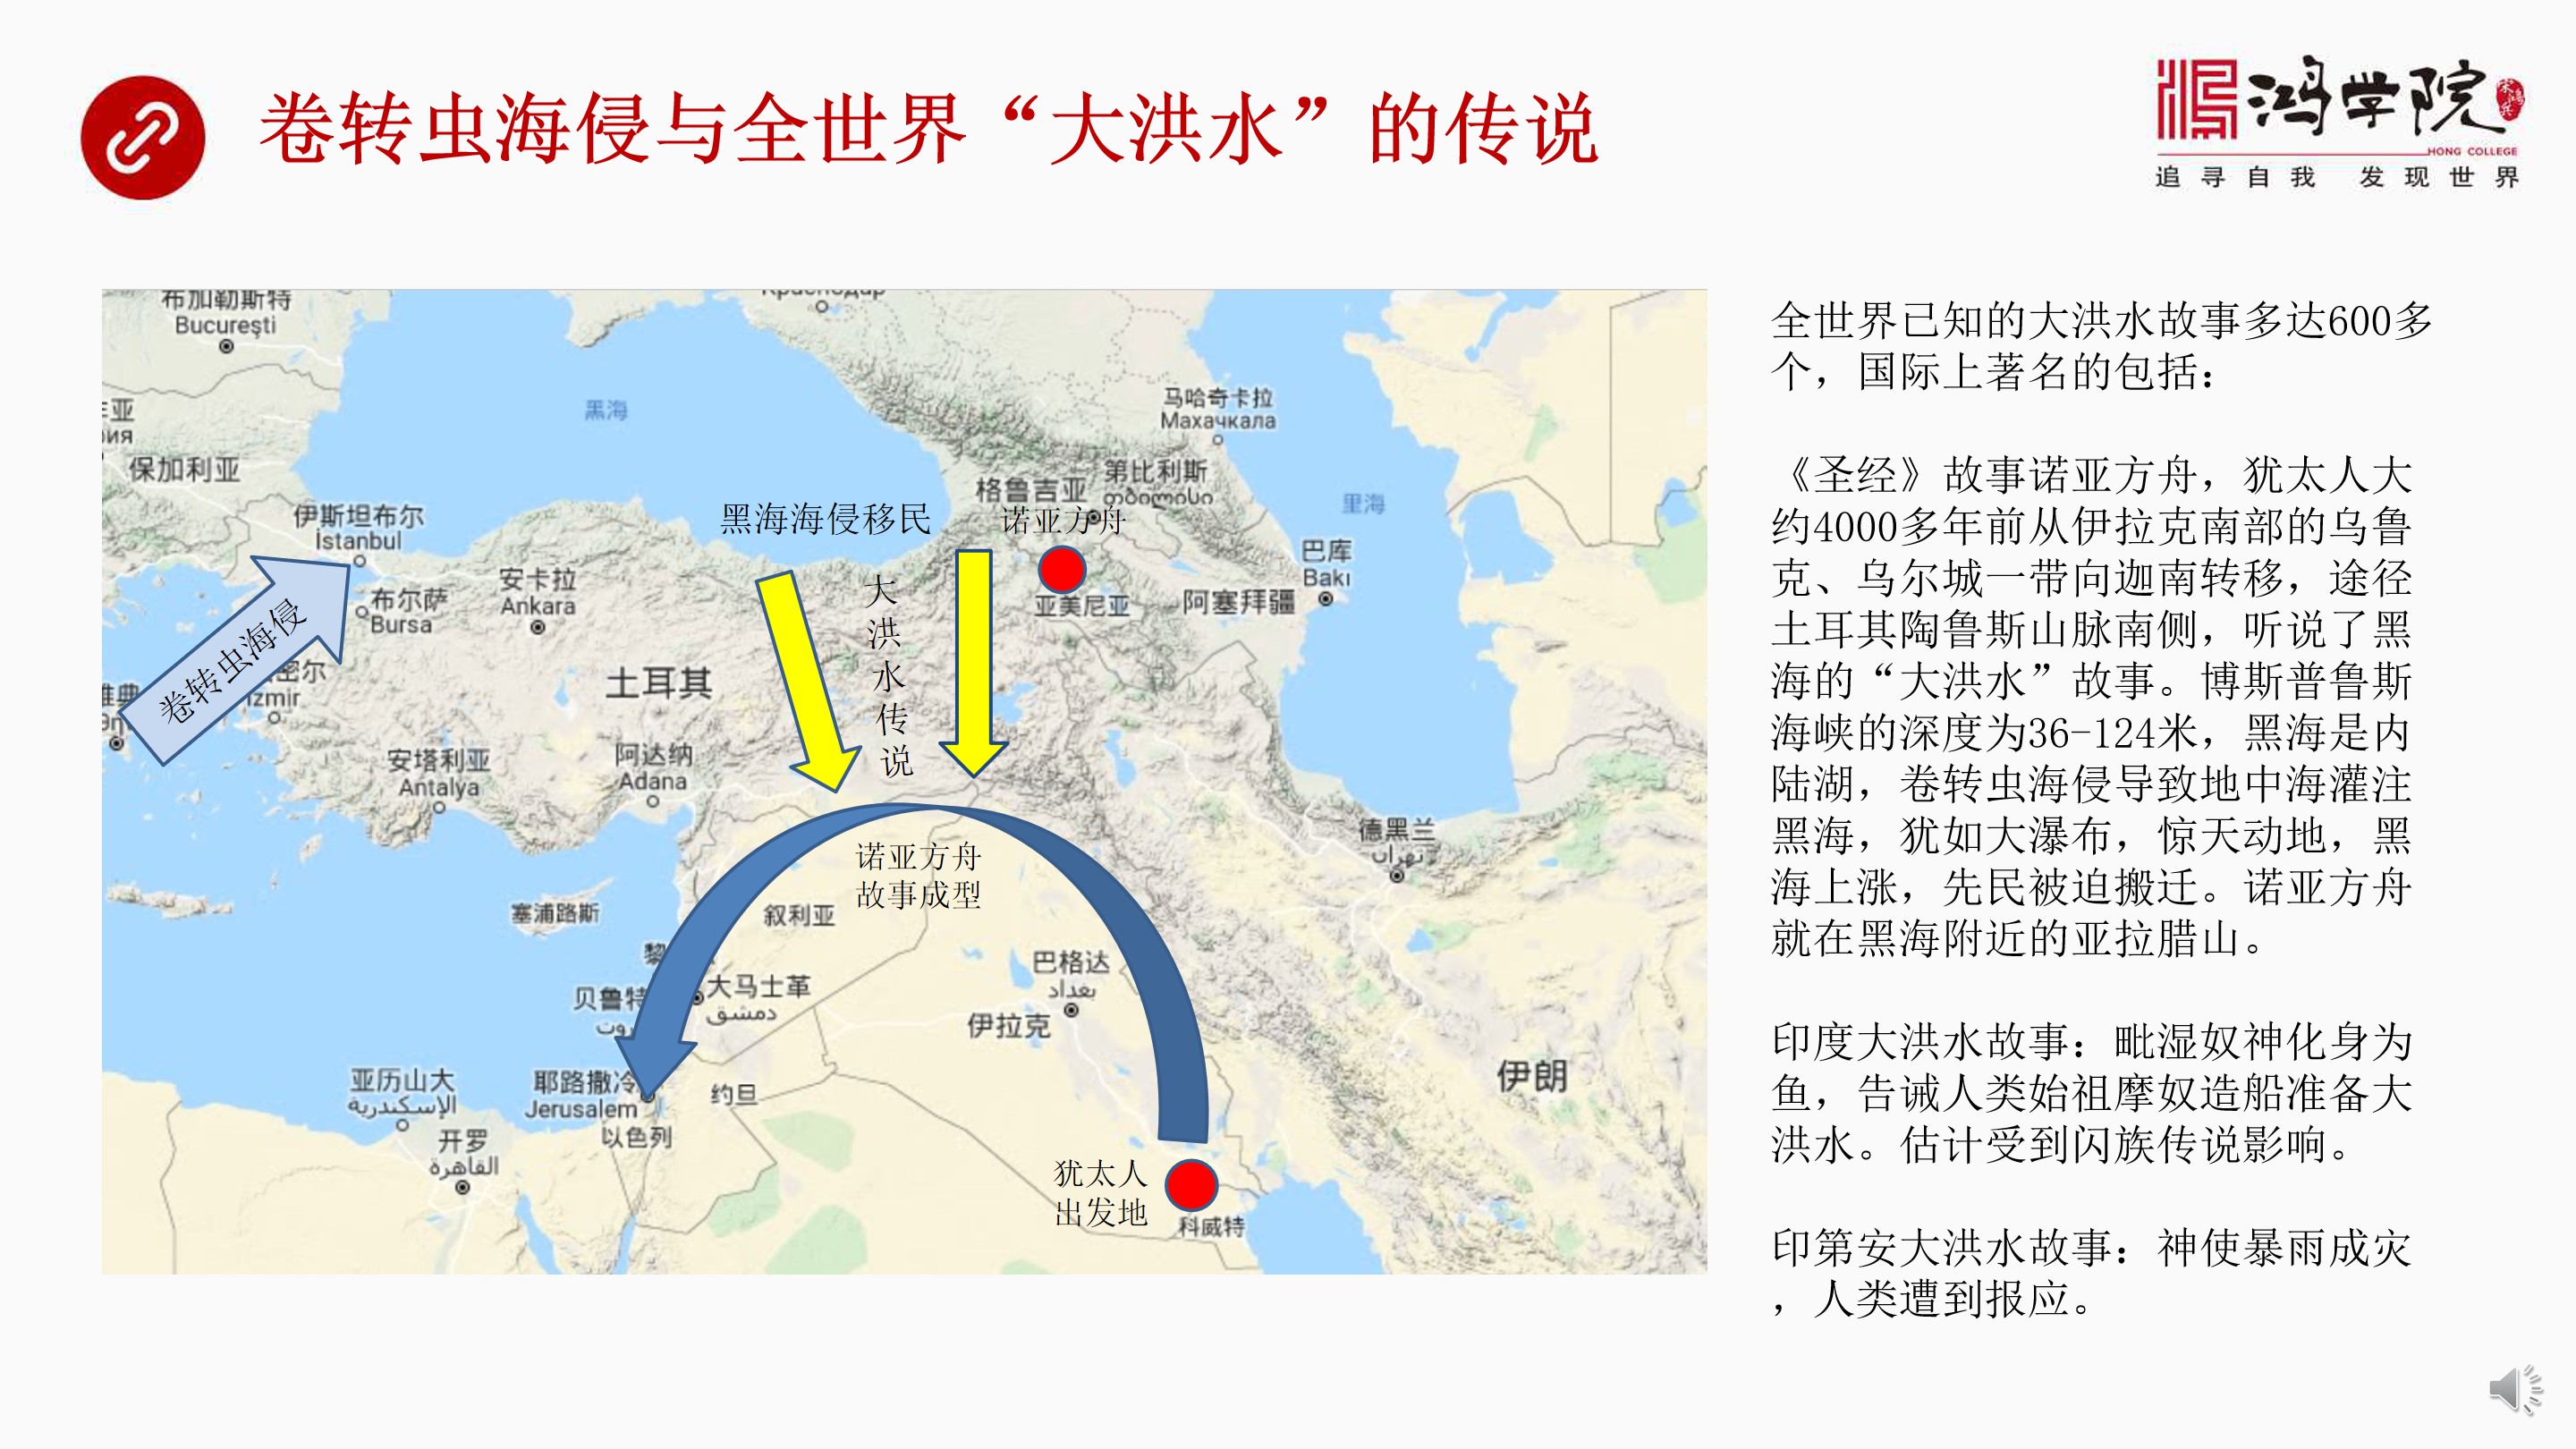 卷转虫海侵与全世界“大洪水”的传说
鸿学院
HONG COLLEGE
追寻自我 发现世界
布加勒斯特
Bucureşti
Краснодар
黑海
保加利亚
伊斯坦布尔
İstanbul
布尔萨
Bursa
安卡拉
Ankara
卷转虫海侵
土耳其
安塔利亚
Antalya
阿达纳
Adana
黑海海侵移民
大洪水传说
马哈奇卡拉
Махачкала
第比利斯
თბილისი
格鲁吉亚
诺亚方舟
亚美尼亚
阿塞拜疆
巴库
Bakı
里海
德黑兰
تهران
诺亚方舟
故事成型
塞浦路斯
叙利亚
大马士革
دمشق
巴格达
بغداد
伊拉克
伊朗
亚历山大
الإسكندرية
耶路撒冷
Jerusalem
以色列
约旦
开罗
القاهرة
犹太人
出发地
科威特
全世界已知的大洪水故事多达600多
个，国际上著名的包括：
《圣经》故事诺亚方舟，犹太人大
约4000多年前从伊拉克南部的乌鲁
克、乌尔城一带向迦南转移，途径
土耳其陶鲁斯山脉南侧，听说了黑
海的“大洪水”故事。博斯普鲁斯
海峡的深度为36-124米，黑海是内
陆湖，卷转虫海侵导致地中海灌注
黑海，犹如大瀑布，惊天动地，黑
海上涨，先民被迫搬迁。诺亚方舟
就在黑海附近的亚拉腊山。
印度大洪水故事：毗湿奴神化身为
鱼，告诫人类始祖摩奴造船准备大
洪水。估计受到闪族传说影响。
印第安大洪水故事：神使暴雨成灾
，人类遭到报应。